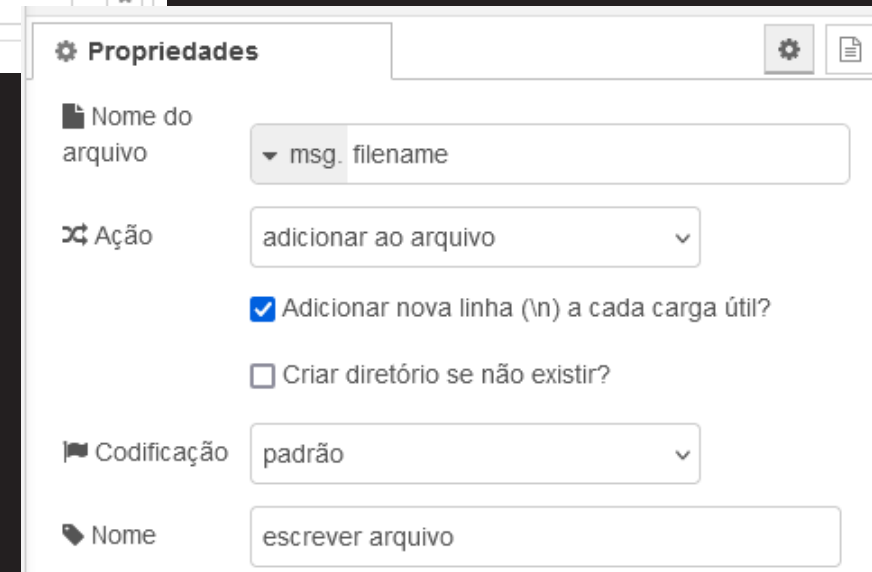 Propriedades
Nome do
arquivo
msg. filename
Ação
adicionar ao arquivo
Adicionar nova linha (\n) a cada carga útil?
Criar diretório se não existir?
Codificação
padrão
Nome
escrever arquivo